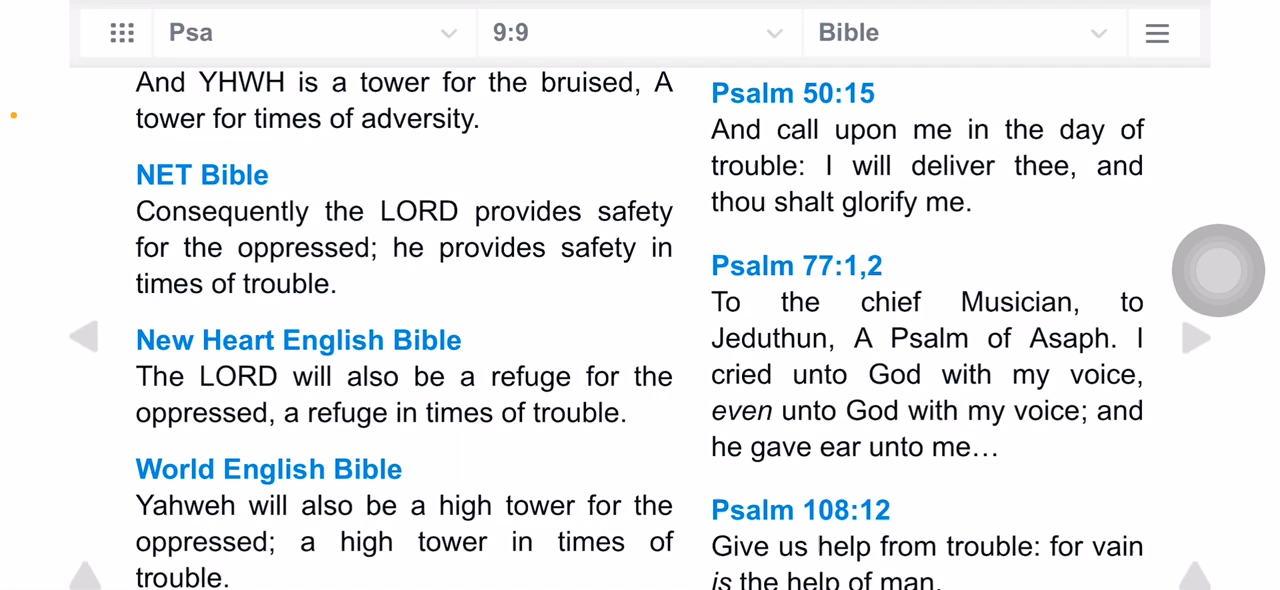 Psa 9:9 Bible
And YHWH is a tower for the bruised, A
tower for times of adversity.
NET Bible
Consequently the LORD provides safety
for the oppressed; he provides safety in
times of trouble.
New Heart English Bible
The LORD will also be a refuge for the
oppressed, a refuge in times of trouble.
World English Bible
Yahweh will also be a high tower for the
oppressed; a high tower in times of
trouble.
Psalm 50:15
And call upon me in the day of
trouble: I will deliver thee, and
thou shalt glorify me.
Psalm 77:1,2
To the chief Musician, to
Jeduthun, A Psalm of Asaph. I
cried unto God with my voice,
even unto God with my voice; and
he gave ear unto me…
Psalm 108:12
Give us help from trouble: for vain
is the help of man.